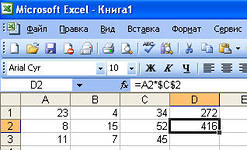 Microsoft Excel - Книга1
Файл Правка Вид Вставка Формат Сервис
Arial Cyr 10 Ж К Ч
D2 fx =A2*$C$2
A B C D
1 23 4 34 272
2 8 15 52 416
3 11 7 45